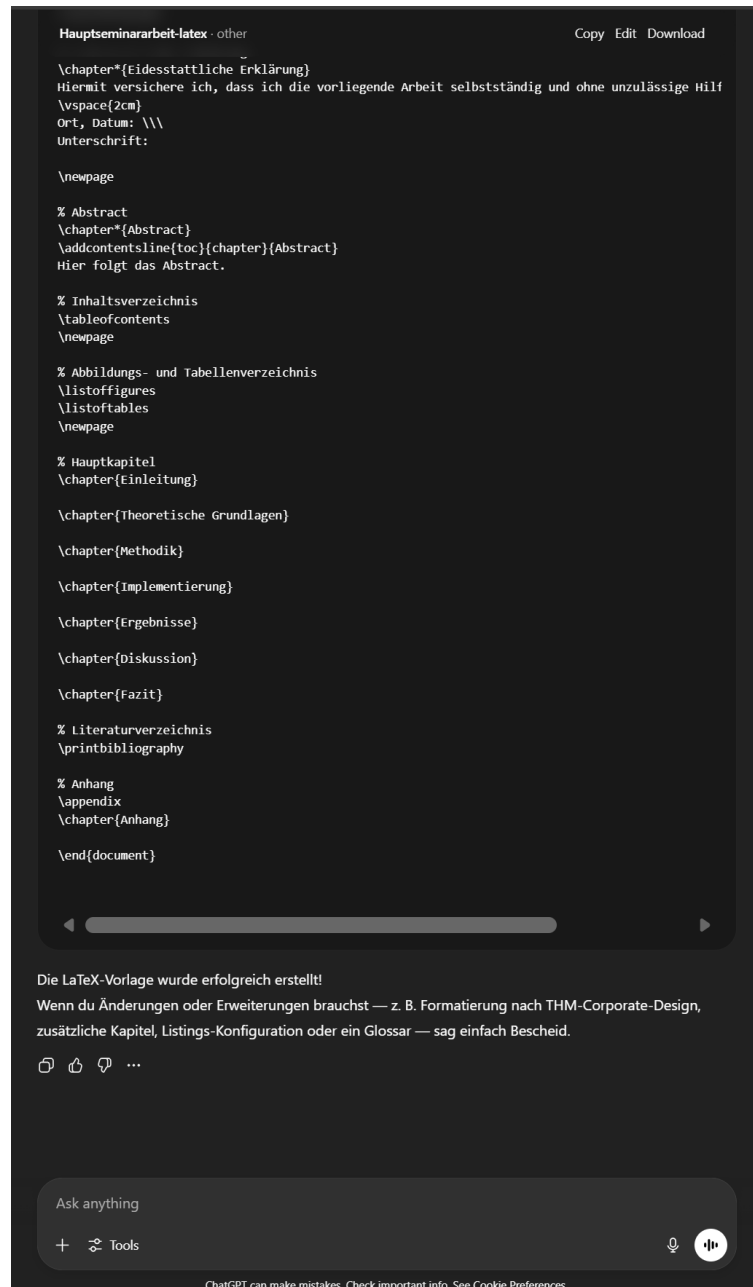 Hauptseminararbeit-latex · other Copy Edit Download
\chapter*{Eidesstattliche Erklärung}
Hiermit versichere ich, dass ich die vorliegende Arbeit selbstständig und ohne unzulässige Hilf
\vspace{2cm}
Ort, Datum: \\\
Unterschrift:
\newpage
% Abstract
\chapter*{Abstract}
\addcontentsline{toc}{chapter}{Abstract}
Hier folgt das Abstract.
% Inhaltsverzeichnis
\tableofcontents
\newpage
% Abbildungs- und Tabellenverzeichnis
\listoffigures
\listoftables
\newpage
% Hauptkapitel
\chapter{Einleitung}
\chapter{Theoretische Grundlagen}
\chapter{Methodik}
\chapter{Implementierung}
\chapter{Ergebnisse}
\chapter{Diskussion}
\chapter{Fazit}
% Literaturverzeichnis
\printbibliography
% Anhang
\appendix
\chapter{Anhang}
\end{document}
Die LaTeX-Vorlage wurde erfolgreich erstellt!
Wenn du Änderungen oder Erweiterungen brauchst — z. B. Formatierung nach THM-Corporate-Design,
zusätzliche Kapitel, Listings-Konfiguration oder ein Glossar — sag einfach Bescheid.
Ask anything
Tools
ChatGPT can make mistakes. Check important info. See Cookie Preferences.